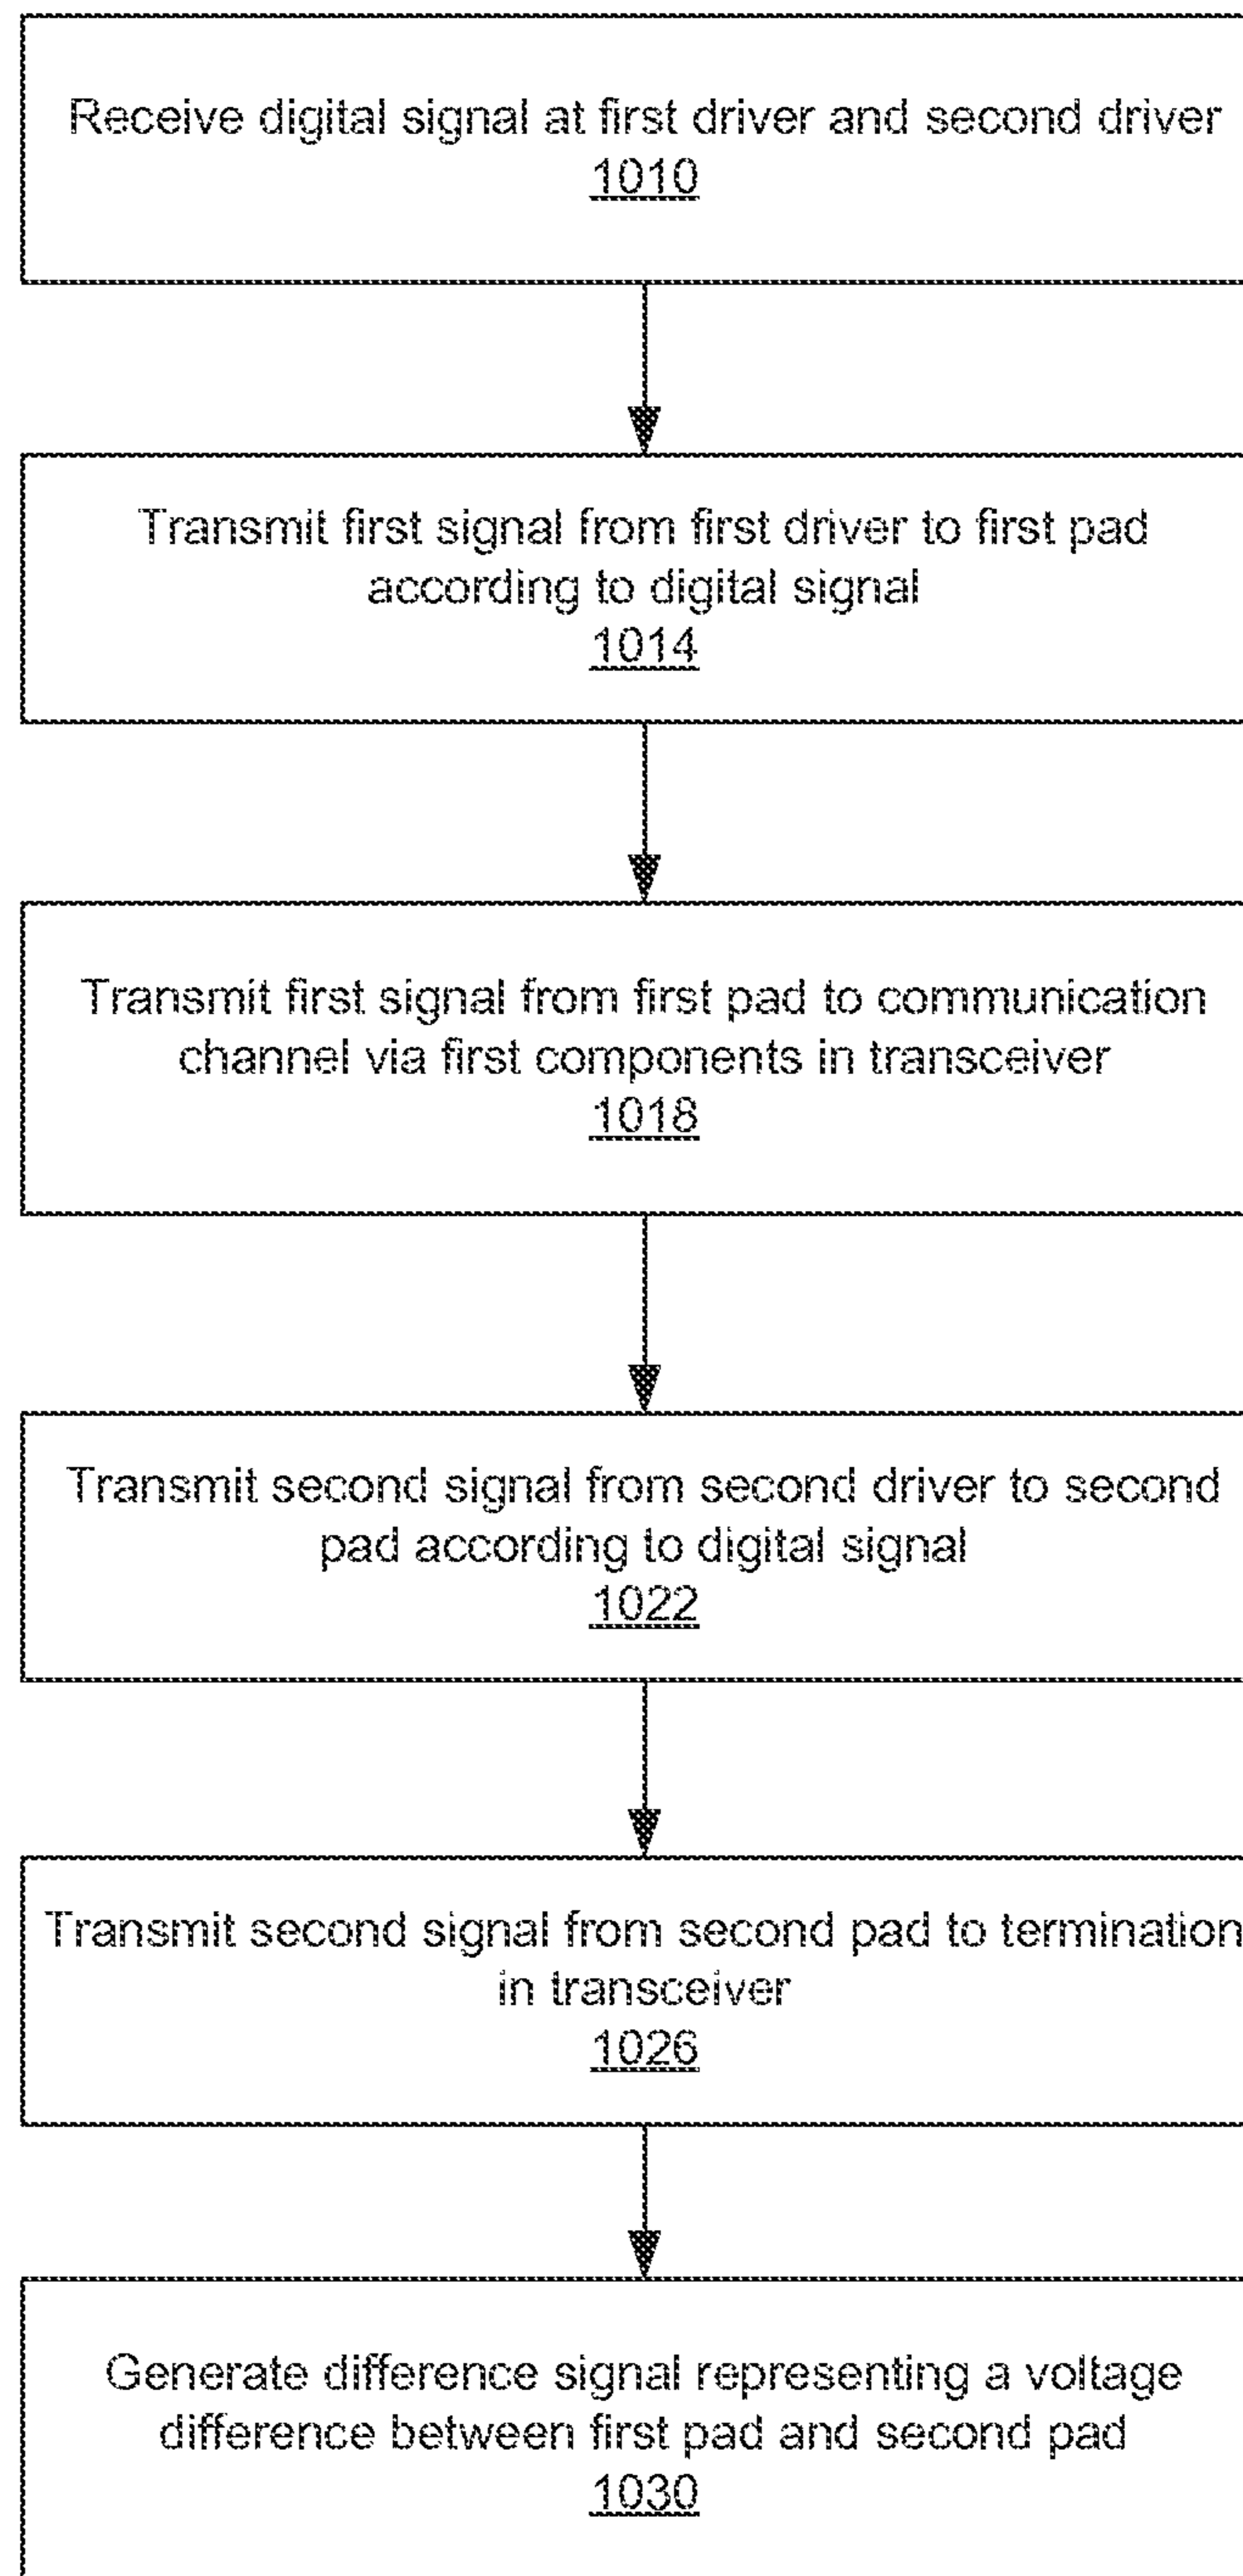 Receive digital signal at first driver and second driver
1010
Transmit first signal from first driver to first pad
according to digital signal
1014
Transmit first signal from first pad to communication
channel via first components in transceiver
1018
Transmit second signal from second driver to second
pad according to digital signal
1022
Transmit second signal from second pad to termination
in transceiver
1026
Generate difference signal representing a voltage
difference between first pad and second pad
1030